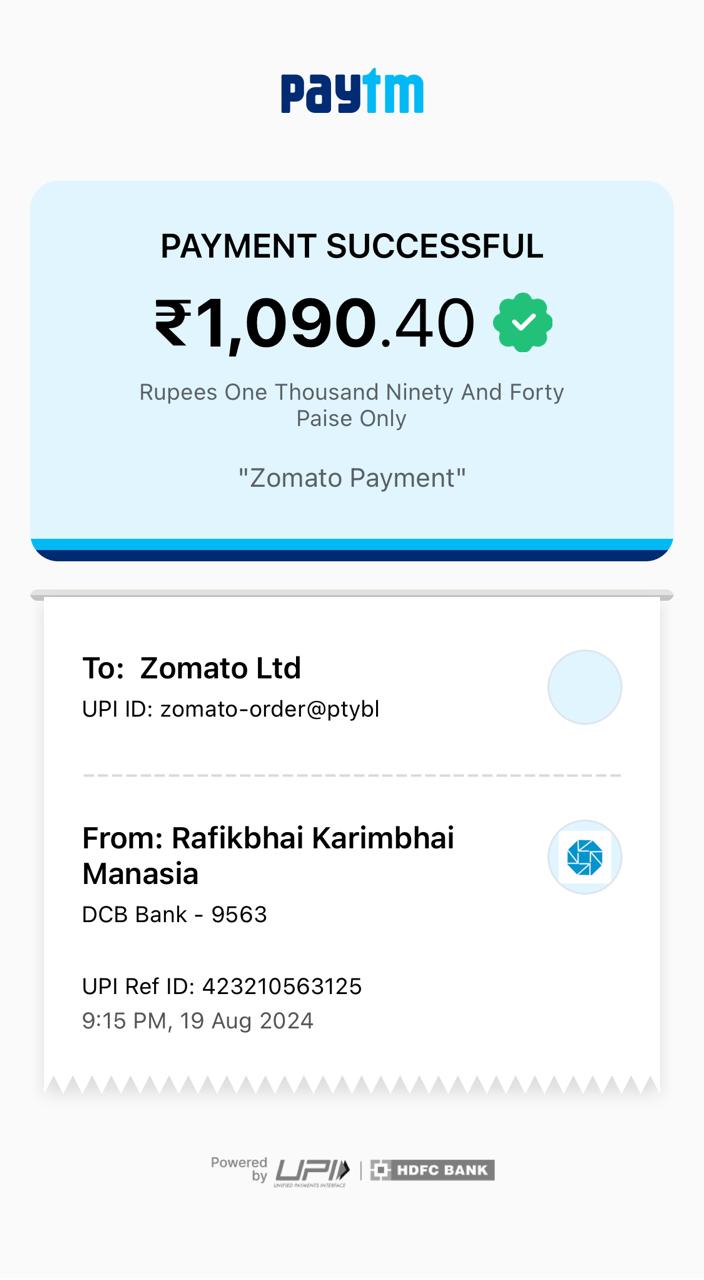 paytm
PAYMENT SUCCESSFUL
₹1,090.40
Rupees One Thousand Ninety And Forty
Paise Only
"Zomato Payment"
To: Zomato Ltd
UPI ID: zomato-order@ptybl
From: Rafikbhai Karimbhai
Manasia
DCB Bank - 9563
UPI Ref ID: 423210563125
9:15 PM, 19 Aug 2024
Powered
by UPI | HDFC BANK
UNIFIED PAYMENTS INTERFACE